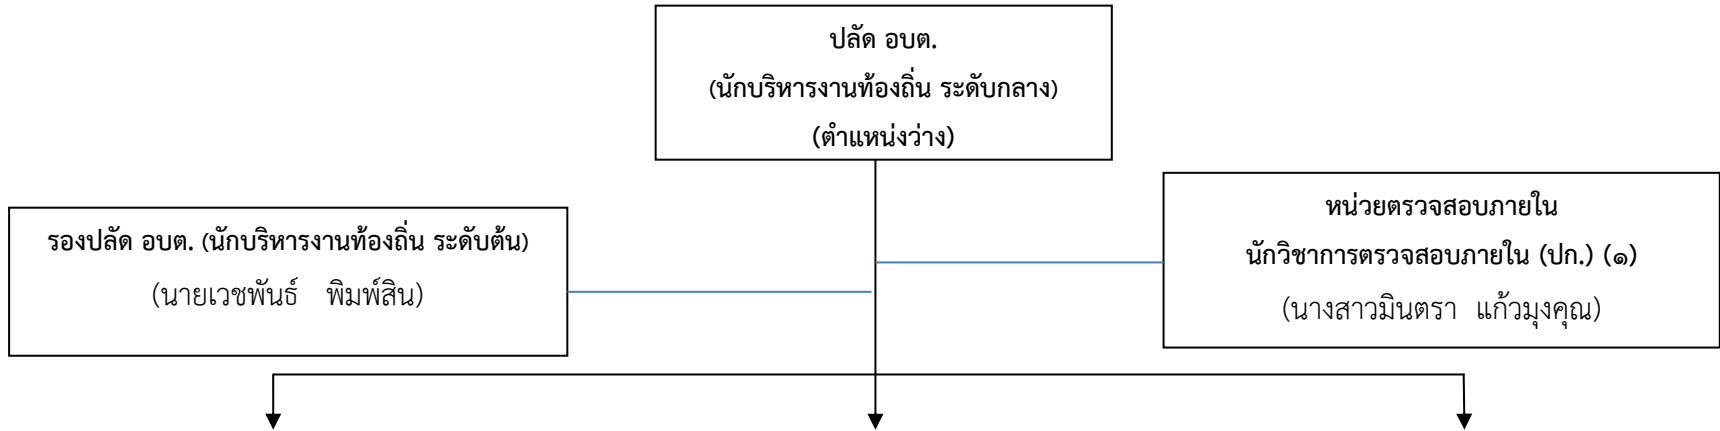 ปลัด อบต.
(นักบริหารงานท้องถิ่น ระดับกลาง)
(ตำแหน่งว่าง)
รองปลัด อบต. (นักบริหารงานท้องถิ่น ระดับต้น)
(นายเวชพันธ์ พิมพ์สิน)
หน่วยตรวจสอบภายใน
นักวิชาการตรวจสอบภายใน (ปก.) (๑)
(นางสาวมินตรา แก้วมุงคุณ)